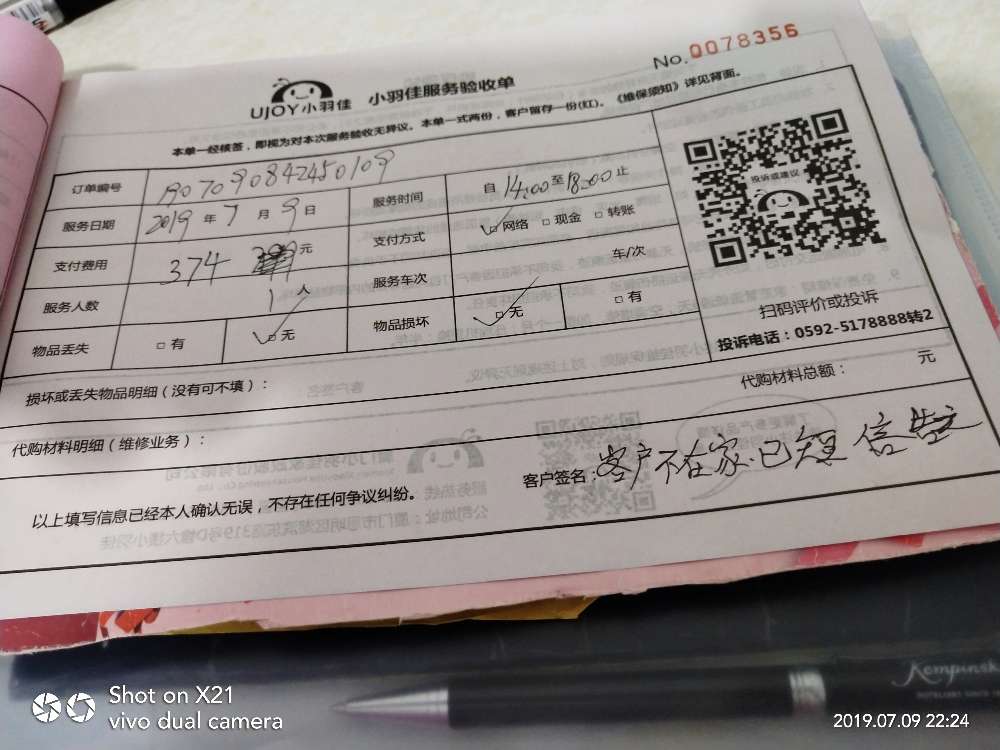 No.0078356
UJOY小羽佳 小羽佳服务验收单
本单一经核签，即视为对本次服务验收无异议。本单一式两份，客户留存一份(红)。《维保须知》详见背面。
订单编号 1907090842450109 服务时间 自 14:00 至 18:00 止
服务日期 2019 年 7 月 9 日 支付方式 网络 现金 转账
支付费用 374 元 服务车次 车/次
服务人数 1 人 物品损坏 无 有
物品丢失 有 无
投诉或建议
扫码评价或投诉
投诉电话：0592-5178888转2
损坏或丢失物品明细(没有可不填)：
代购材料明细(维修业务)： 代购材料总额： 元
以上填写信息已经本人确认无误，不存在任何争议纠纷。 客户签名：客户不在家.已短信告
Shot on X21
vivo dual camera
Kempinski
2019.07.09 22:24